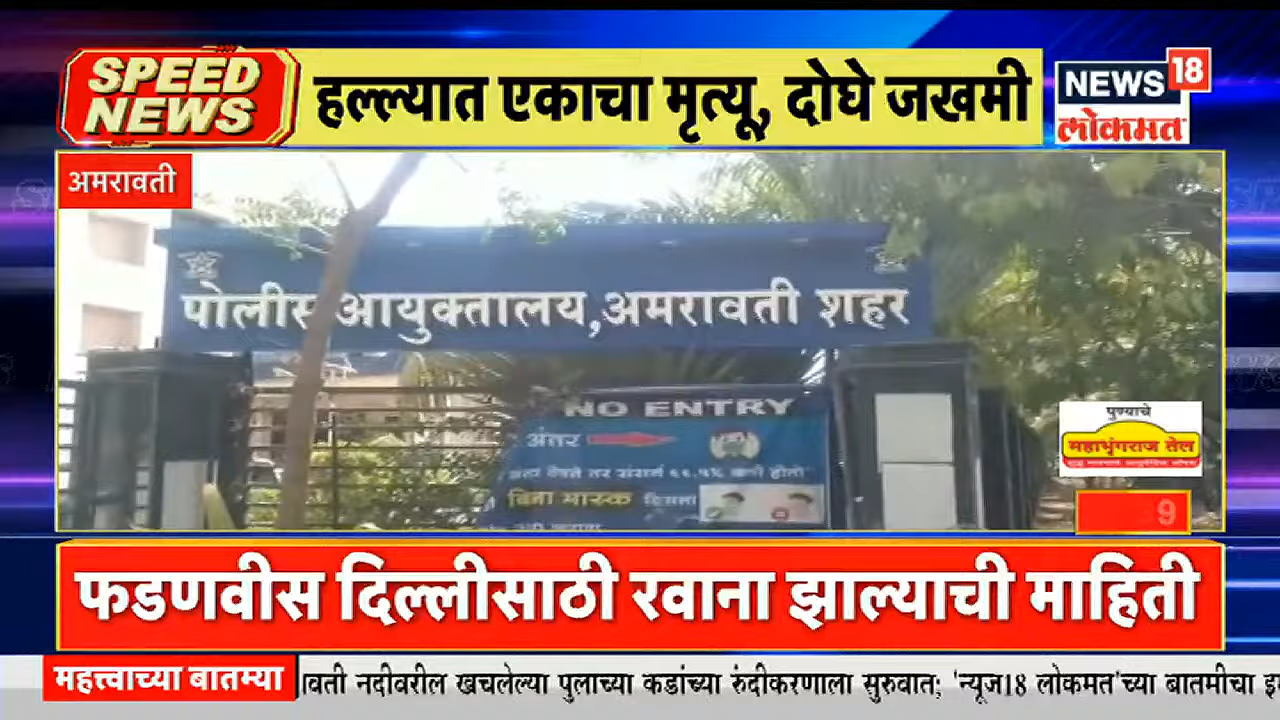 SPEED
NEWS
हल्ल्यात एकाचा मृत्यू, दोघे जखमी
NEWS 18
लोकमत
अमरावती
पोलीस आयुक्तालय,अमरावती शहर
NO ENTRY
अंतर
बिना मास्क
पुण्याचे
महाभृंगराज तेल
9
फडणवीस दिल्लीसाठी रवाना झाल्याची माहिती
महत्त्वाच्या बातम्या
वती नदीवरील खचलेल्या पुलाच्या कडांच्या रुंदीकरणाला सुरुवात; 'न्यूज18 लोकमत'च्या बातमीचा